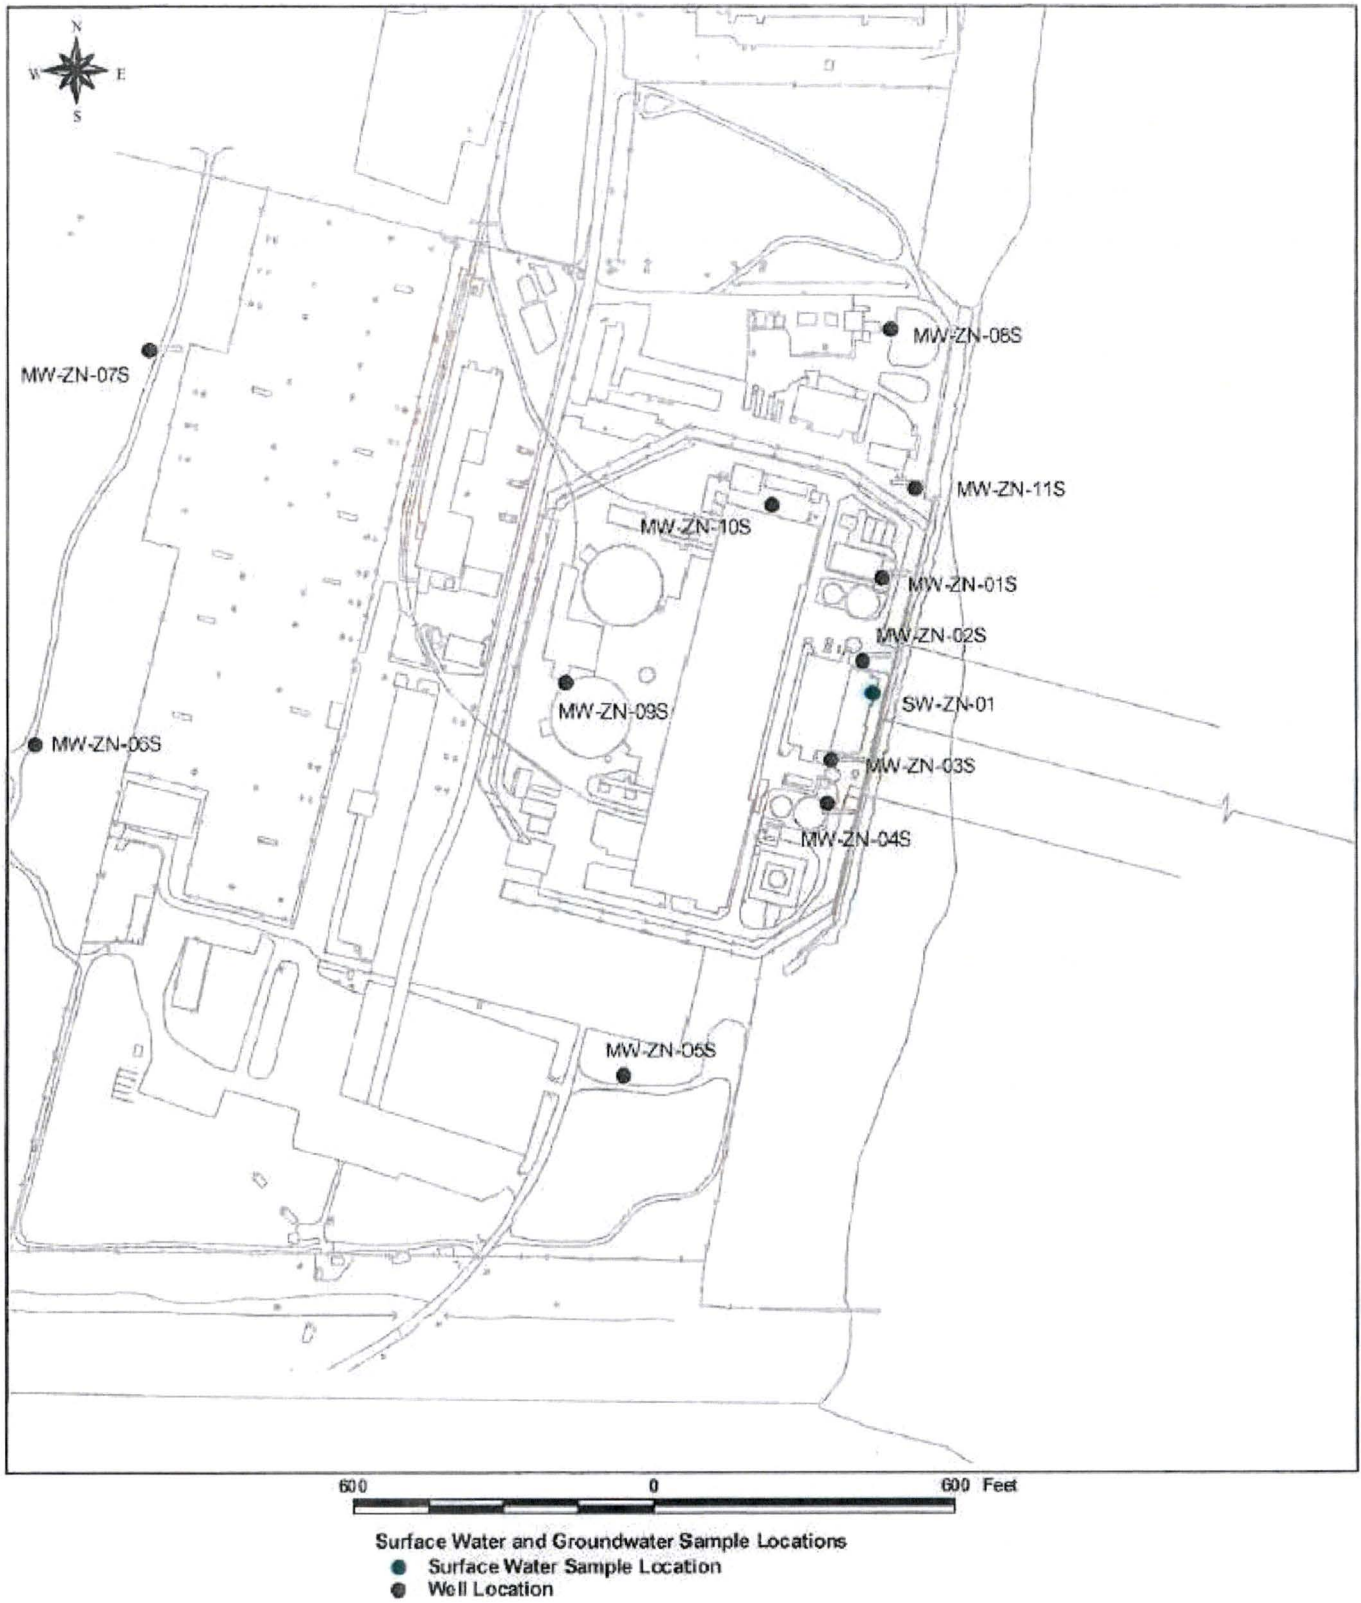 N
W E
S
MW-ZN-08S
MW-ZN-07S
MW-ZN-11S
MW-ZN-10S
MW-ZN-01S
MW-ZN-02S
SW-ZN-01
MW-ZN-09S
MW-ZN-06S
MW-ZN-03S
MW-ZN-04S
MW-ZN-05S
600 0 600 Feet
Surface Water and Groundwater Sample Locations
Surface Water Sample Location
Well Location